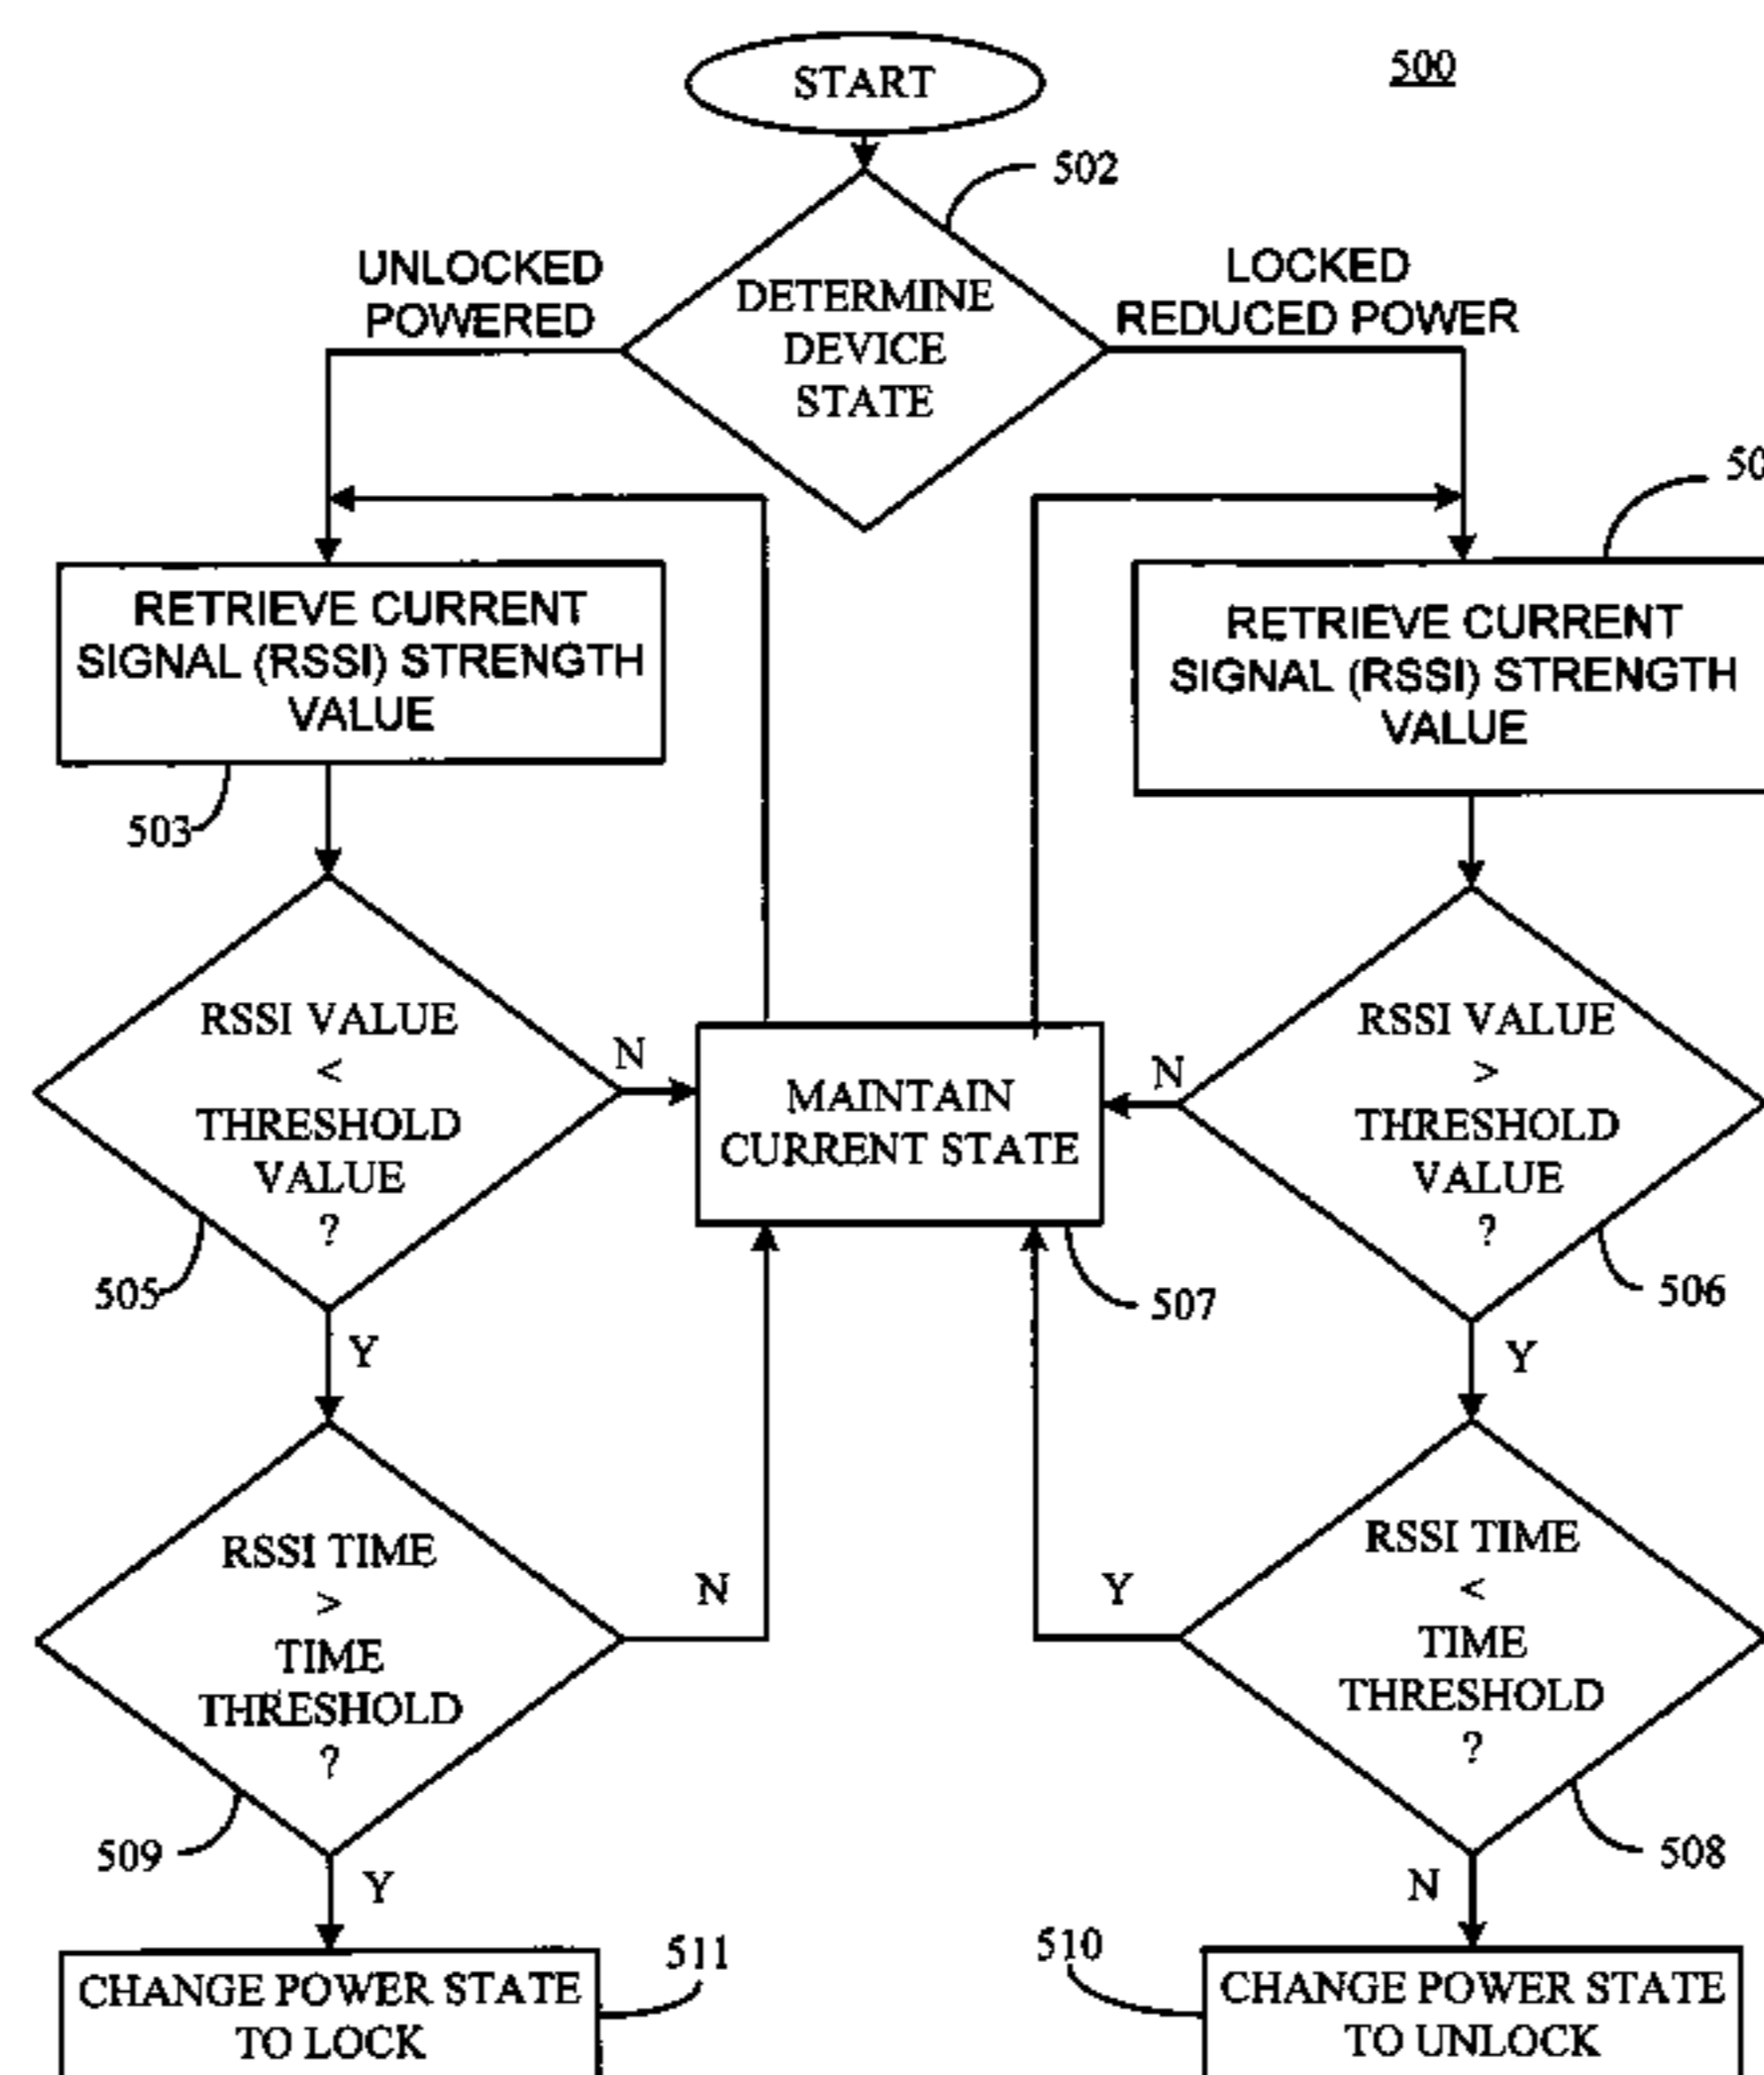 500
START
502
UNLOCKED
POWERED
LOCKED
REDUCED POWER
DETERMINE
DEVICE
STATE
RETRIEVE CURRENT
SIGNAL (RSSI) STRENGTH
VALUE
503
RETRIEVE CURRENT
SIGNAL (RSSI) STRENGTH
VALUE
RSSI VALUE
<
THRESHOLD
VALUE
?
505
N
Y
MAINTAIN
CURRENT STATE
507
RSSI VALUE
>
THRESHOLD
VALUE
?
506
N
Y
RSSI TIME
>
TIME
THRESHOLD
?
509
N
Y
RSSI TIME
<
TIME
THRESHOLD
?
508
Y
N
CHANGE POWER STATE
TO LOCK
511
510
CHANGE POWER STATE
TO UNLOCK